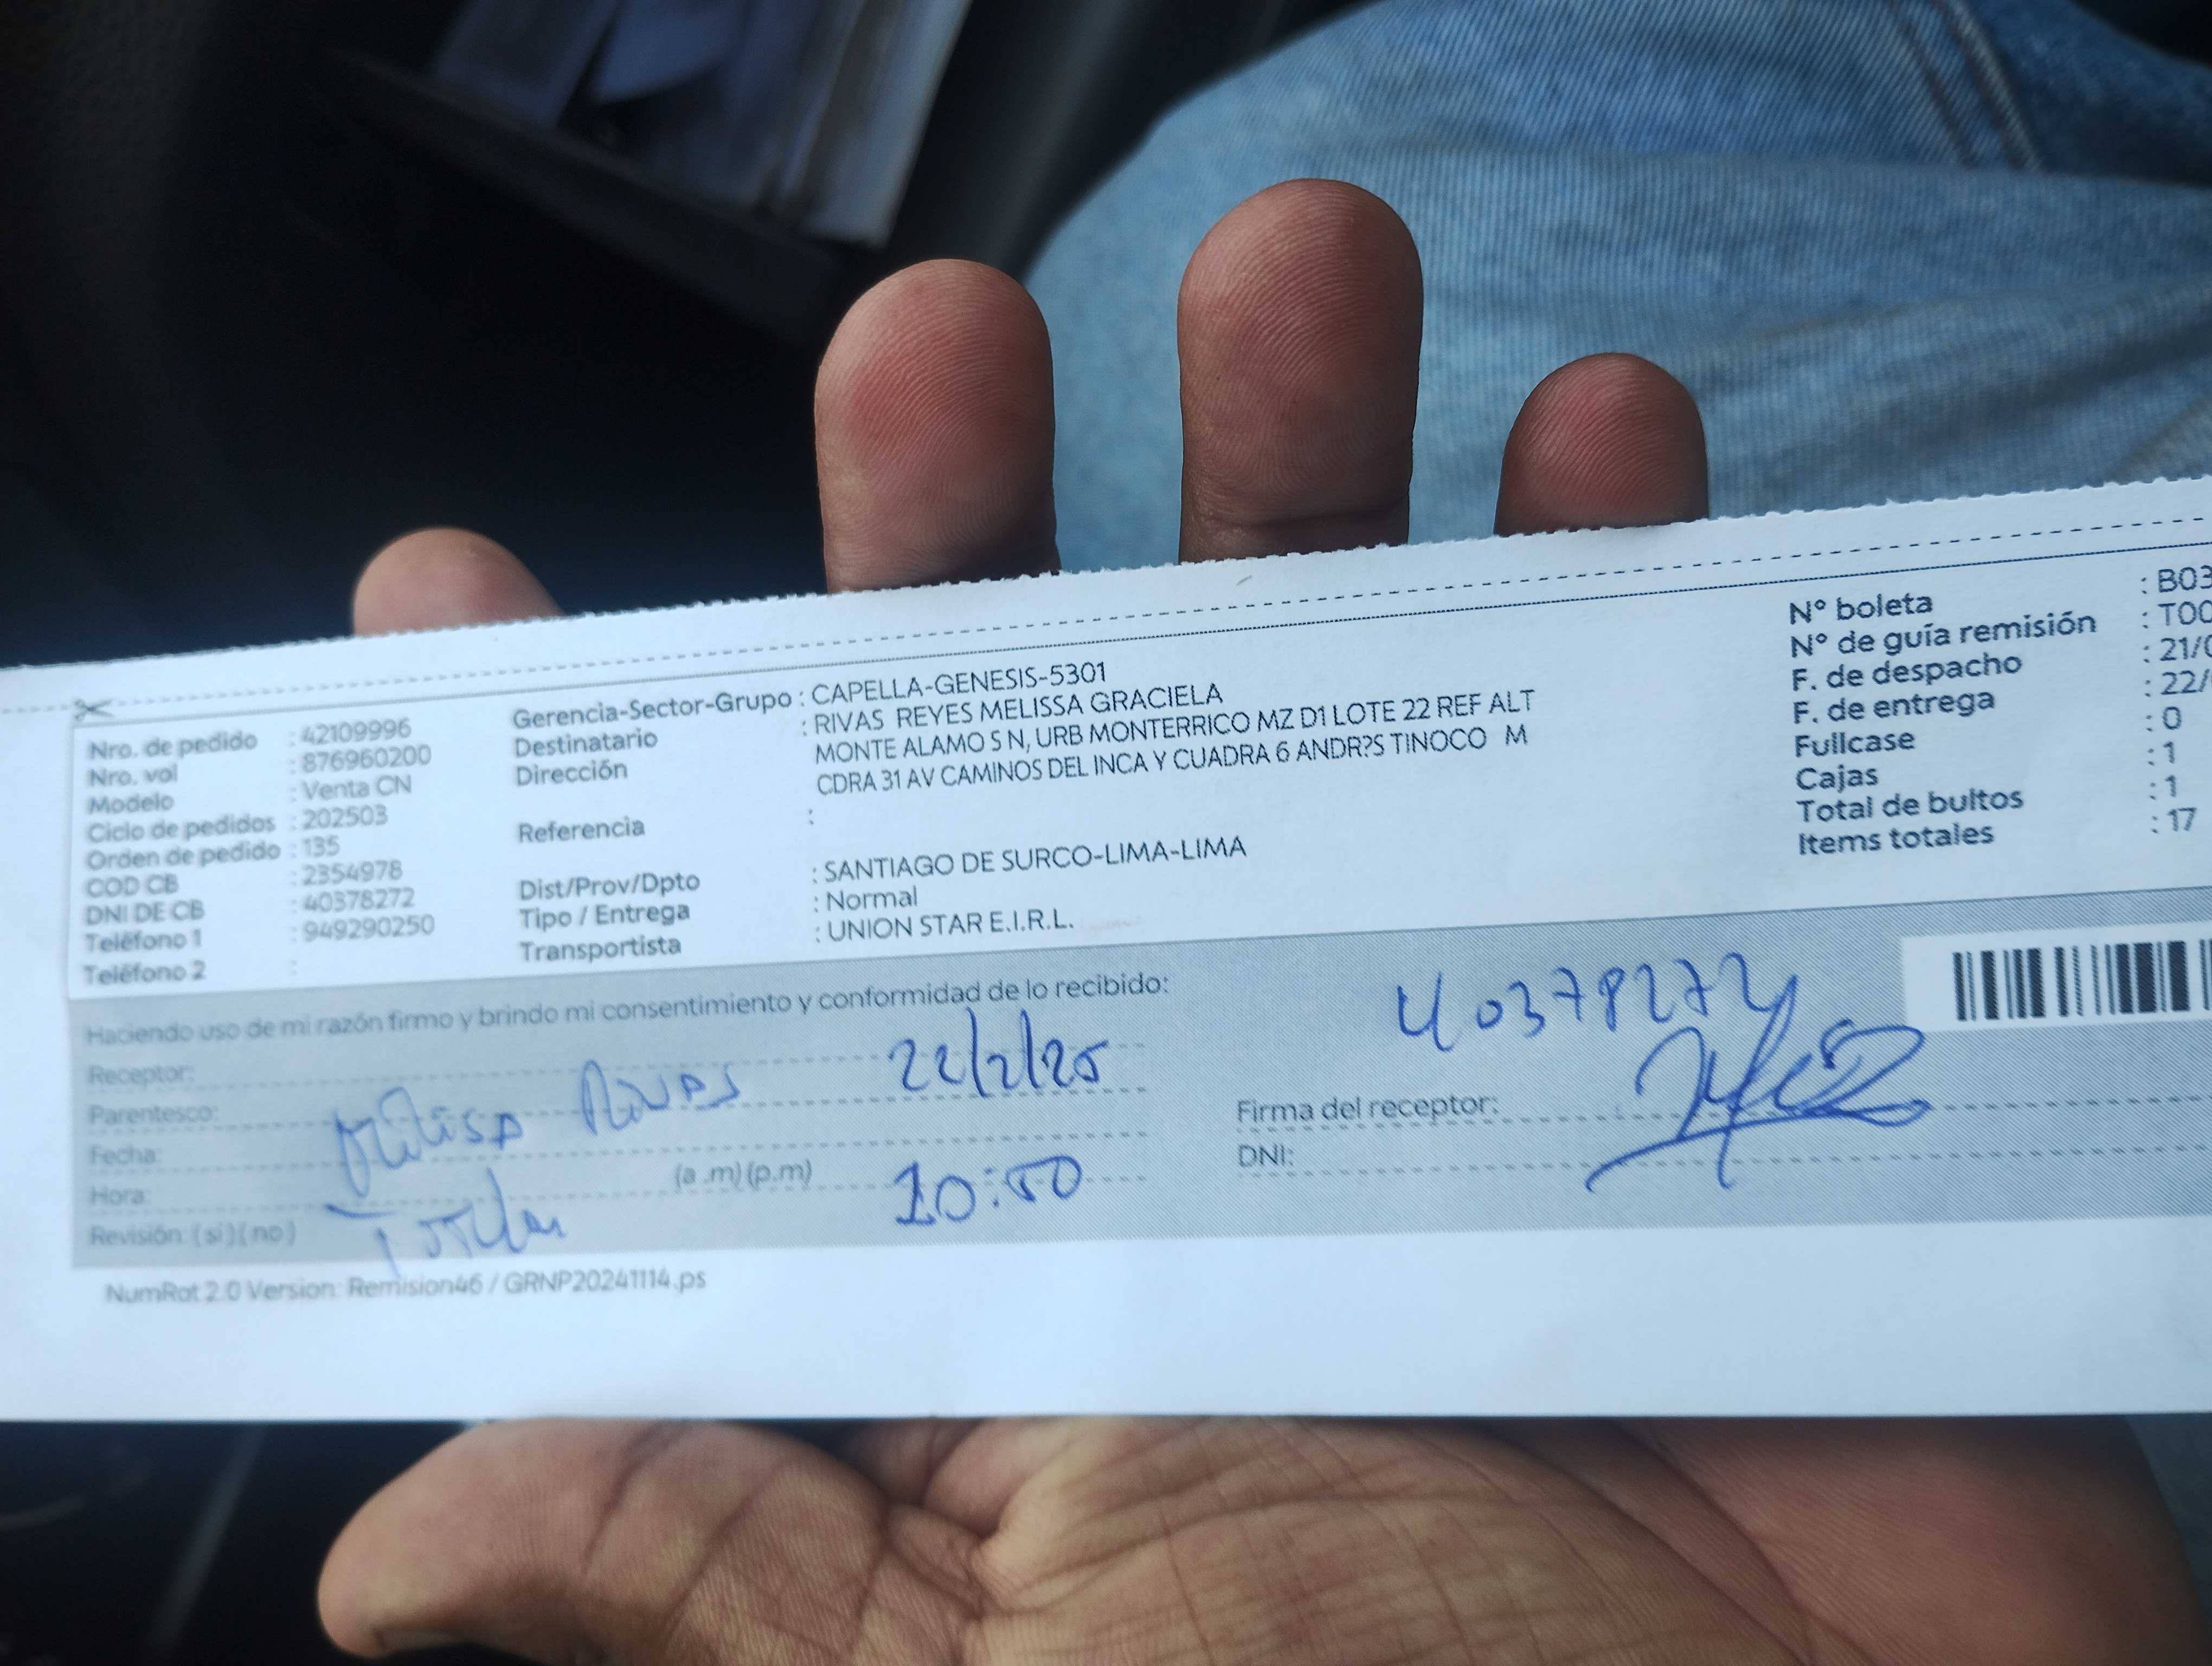 Nro. de pedido : 42109996
Nro. vol : 876960200
Modelo : Venta CN
Ciclo de pedidos : 202503
Orden de pedido : 135
COD CB : 2354978
DNI DE CB : 40378272
Teléfono 1 : 949290250
Teléfono 2 :
Gerencia-Sector-Grupo : CAPELLA-GENESIS-5301
Destinatario : RIVAS REYES MELISSA GRACIELA
Dirección MONTE ALAMO S N, URB MONTERRICO MZ D1 LOTE 22 REF ALT
CDRA 31 AV CAMINOS DEL INCA Y CUADRA 6 ANDR?S TINOCO M
Referencia :
Dist/Prov/Dpto : SANTIAGO DE SURCO-LIMA-LIMA
Tipo / Entrega : Normal
Transportista : UNION STAR E.I.R.L.
N° boleta : B03
N° de guía remisión : T00
F. de despacho : 21/0
F. de entrega : 22/
Fullcase : 0
Cajas : 1
Total de bultos : 1
Items totales : 17
Haciendo uso de mi razón firmo y brindo mi consentimiento y conformidad de lo recibido:
Receptor:
Parentesco: Melissa Rivas 22/2/25
Fecha:
Hora: (a.m) (p.m) 10:50
Revisión: (si) (no)
40378272
Firma del receptor:
DNI:
NumRot 2.0 Version: Remision46 / GRNP20241114.ps